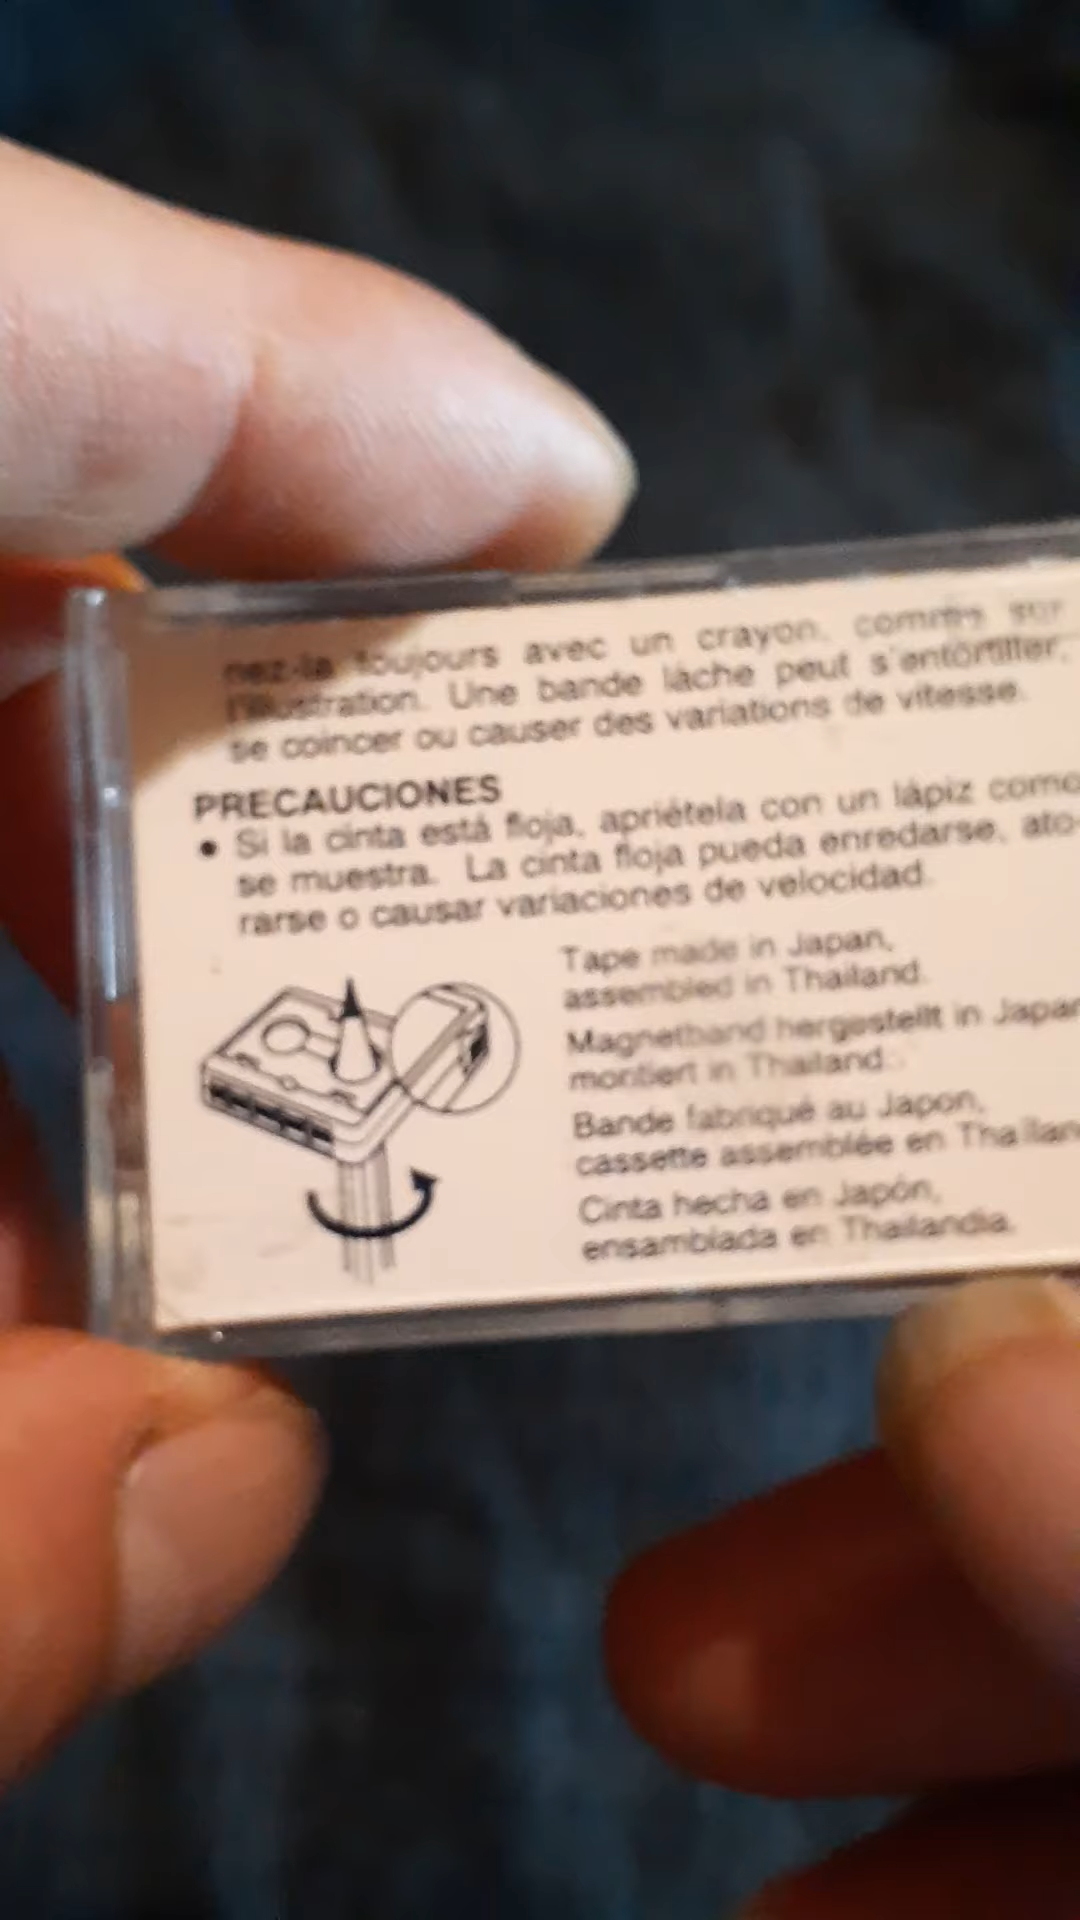 nez-la toujours avec un crayon, comme sur
l'illustration. Une bande lâche peut s'entortiller,
se coincer ou causer des variations de vitesse.
PRECAUCIONES
• Si la cinta está floja, apriétela con un lápiz como
se muestra. La cinta floja pueda enredarse, ato-
rarse o causar variaciones de velocidad.
Tape made in Japan,
assembled in Thailand.
Magnetband hergestellt in Japan
montiert in Thailand.
Bande fabriqué au Japon,
cassette assemblée en Thaïlan
Cinta hecha en Japón,
ensamblada en Thailandia.